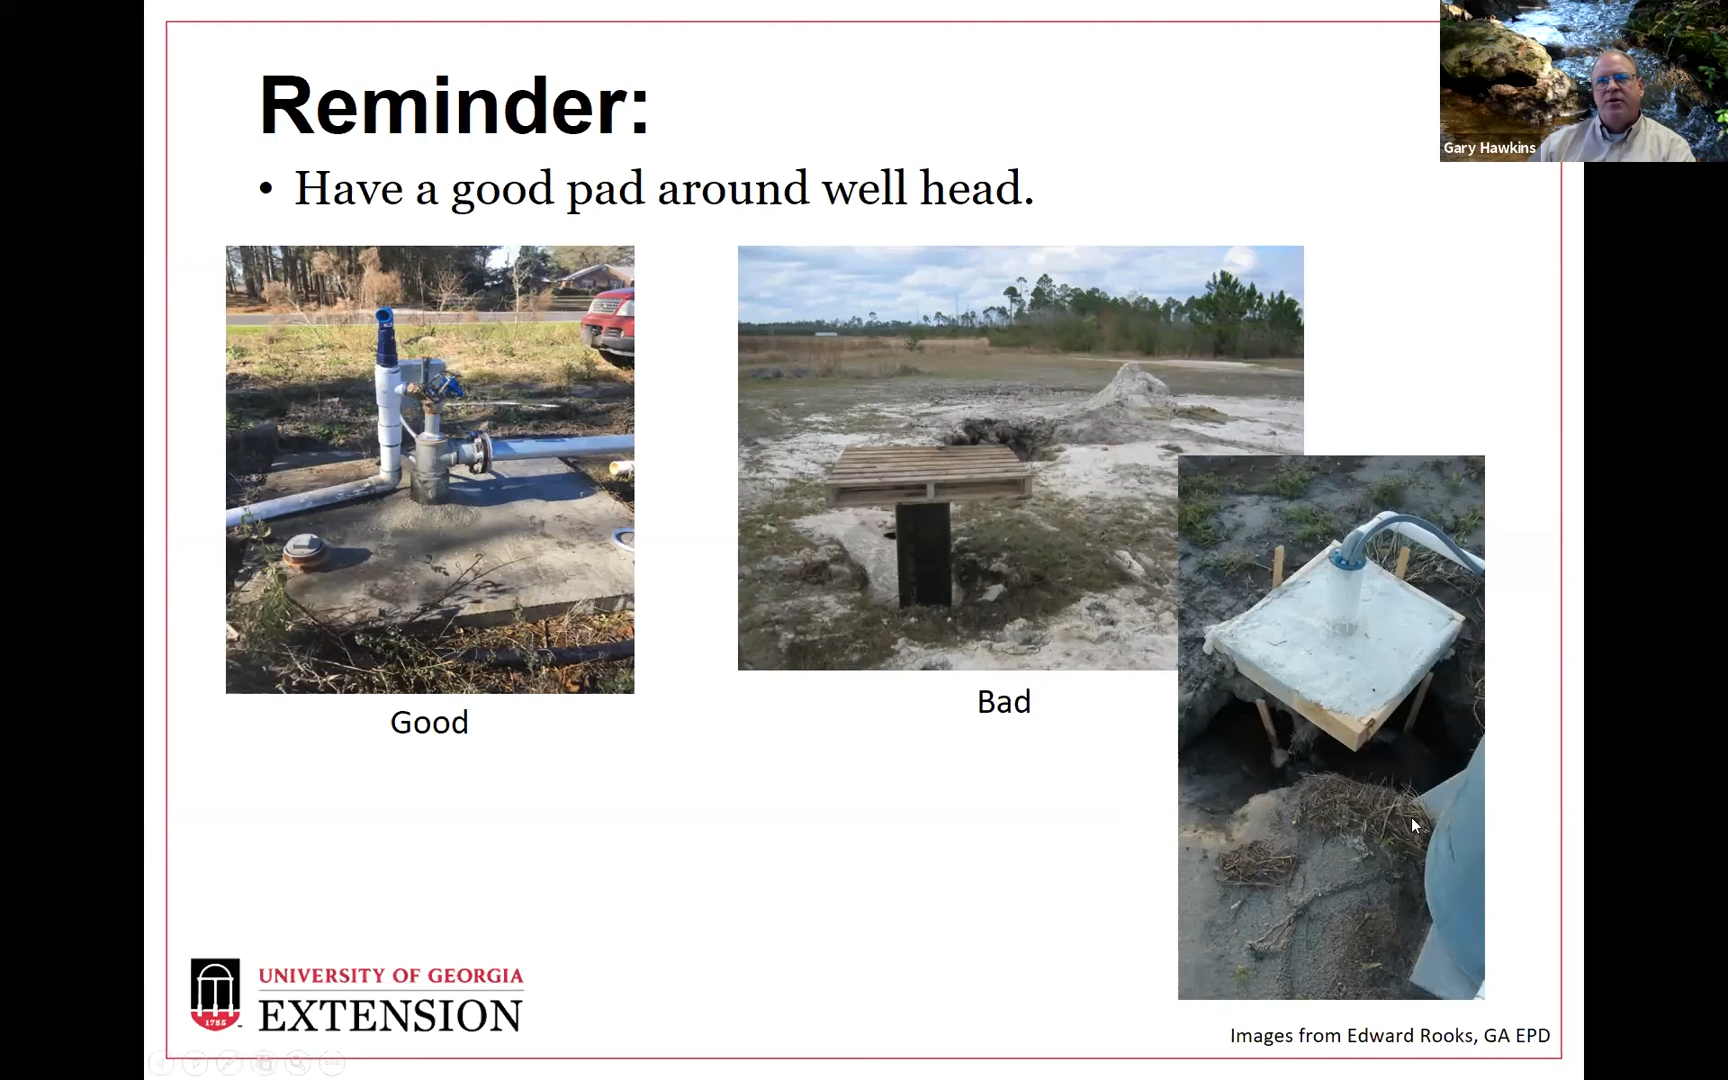 Reminder:
• Have a good pad around well head.
Gary Hawkins
Good
Bad
1785
UNIVERSITY OF GEORGIA
EXTENSION
Images from Edward Rooks, GA EPD